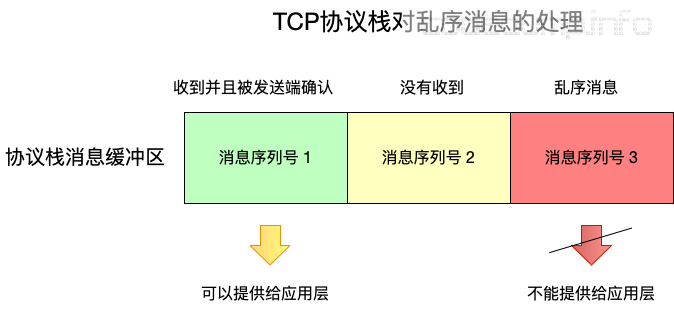 TCP协议栈对乱序消息的处理
收到并且被发送端确认
没有收到
乱序消息
协议栈消息缓冲区
消息序列号 1
消息序列号 2
消息序列号 3
可以提供给应用层
不能提供给应用层